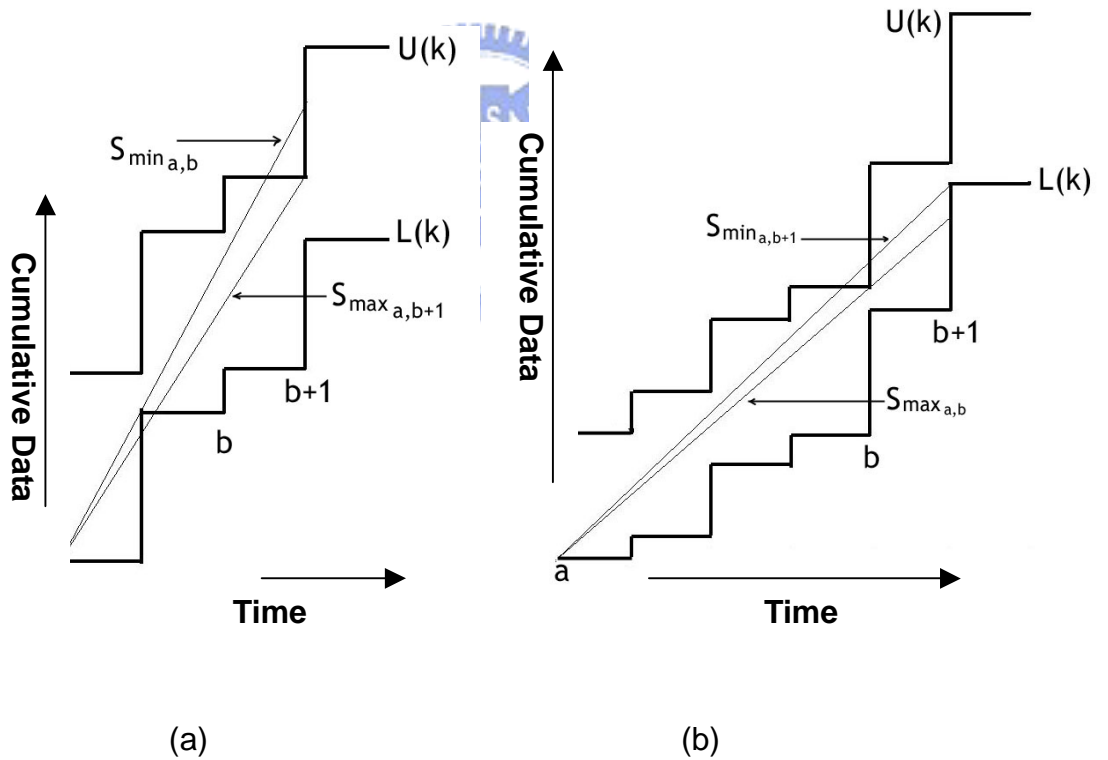 U(k)
S min a,b
L(k)
S max a,b+1
b+1
b
Cumulative Data
Time
(a)
U(k)
L(k)
S min a,b+1
b+1
S max a,b
b
a
Cumulative Data
Time
(b)
S